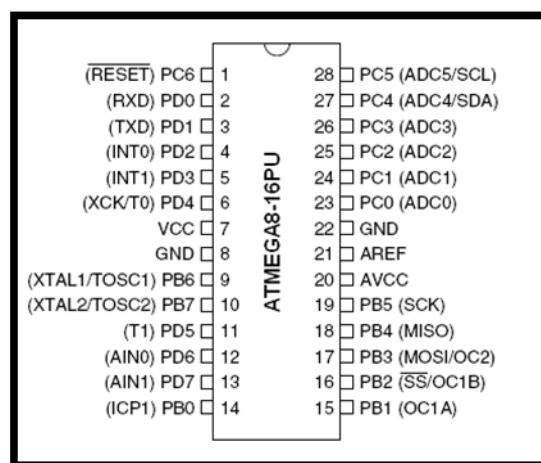 (RESET) PC6 1
(RXD) PD0 2
(TXD) PD1 3
(INT0) PD2 4
(INT1) PD3 5
(XCK/T0) PD4 6
VCC 7
GND 8
(XTAL1/TOSC1) PB6 9
(XTAL2/TOSC2) PB7 10
(T1) PD5 11
(AIN0) PD6 12
(AIN1) PD7 13
(ICP1) PB0 14
ATMEGA8-16PU
28 PC5 (ADC5/SCL)
27 PC4 (ADC4/SDA)
26 PC3 (ADC3)
25 PC2 (ADC2)
24 PC1 (ADC1)
23 PC0 (ADC0)
22 GND
21 AREF
20 AVCC
19 PB5 (SCK)
18 PB4 (MISO)
17 PB3 (MOSI/OC2)
16 PB2 (SS/OC1B)
15 PB1 (OC1A)